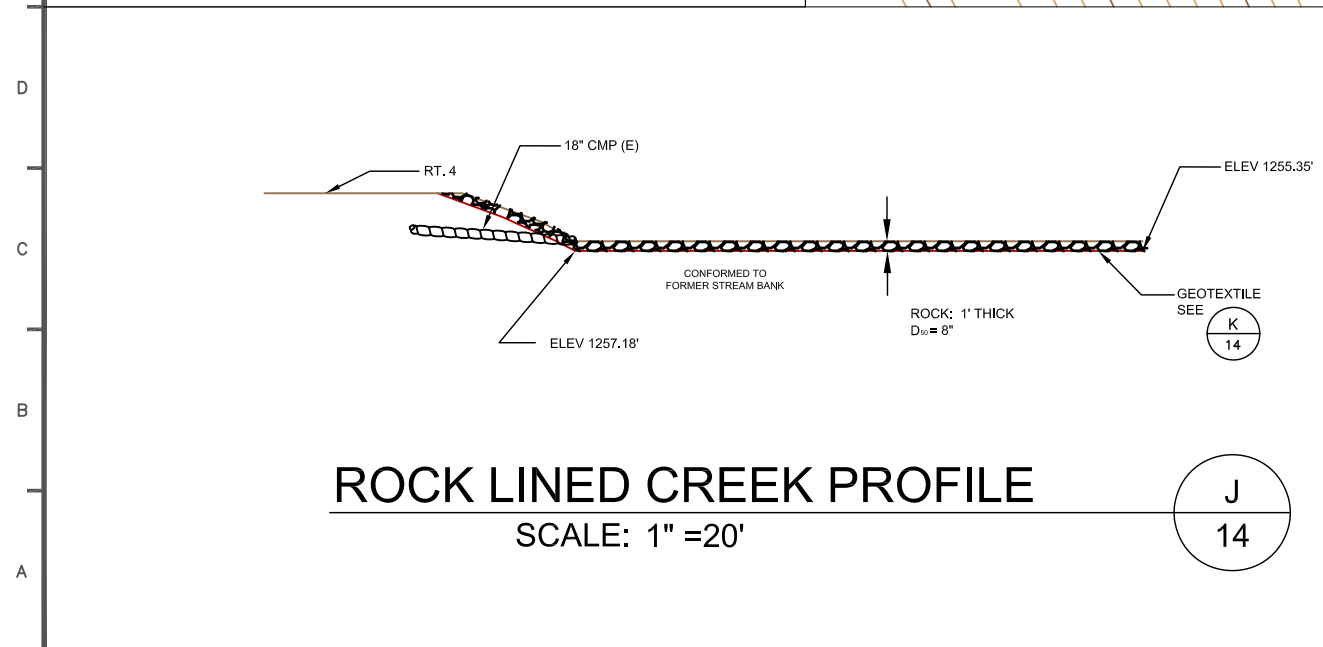 D
18" CMP (E)
RT. 4
ELEV 1255.35'
C
CONFORMED TO
FORMER STREAM BANK
GEOTEXTILE
SEE
K
14
ROCK: 1' THICK
D₅₀= 8"
ELEV 1257.18'
B
ROCK LINED CREEK PROFILE
J
14
SCALE: 1" =20'
A